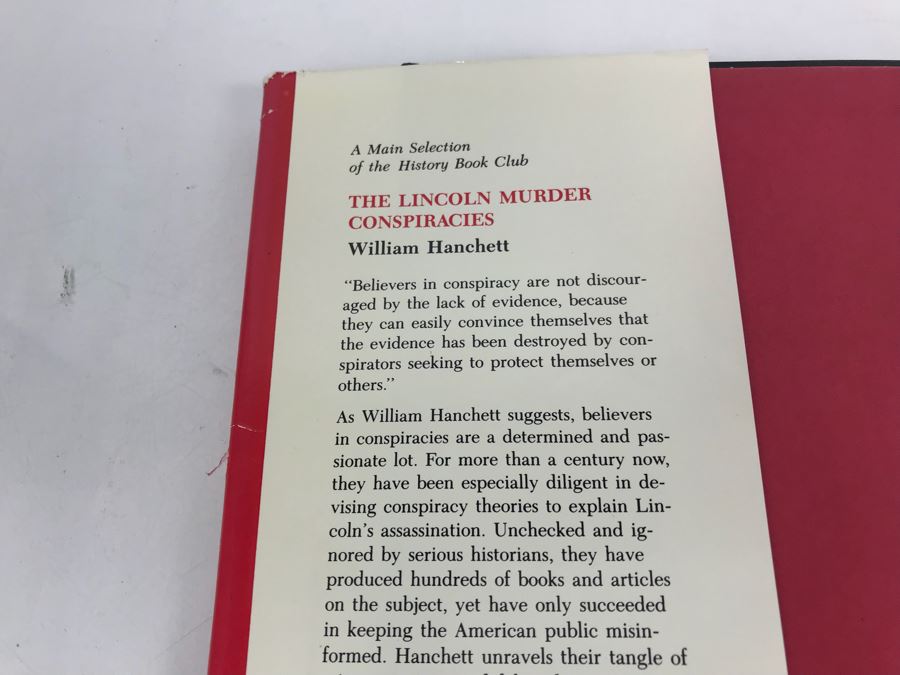 A Main Selection
of the History Book Club
THE LINCOLN MURDER
CONSPIRACIES
William Hanchett
“Believers in conspiracy are not discour-
aged by the lack of evidence, because
they can easily convince themselves that
the evidence has been destroyed by con-
spirators seeking to protect themselves or
others.”
As William Hanchett suggests, believers
in conspiracies are a determined and pas-
sionate lot. For more than a century now,
they have been especially diligent in de-
vising conspiracy theories to explain Lin-
coln’s assassination. Unchecked and ig-
nored by serious historians, they have
produced hundreds of books and articles
on the subject, yet have only succeeded
in keeping the American public misin-
formed. Hanchett unravels their tangle of